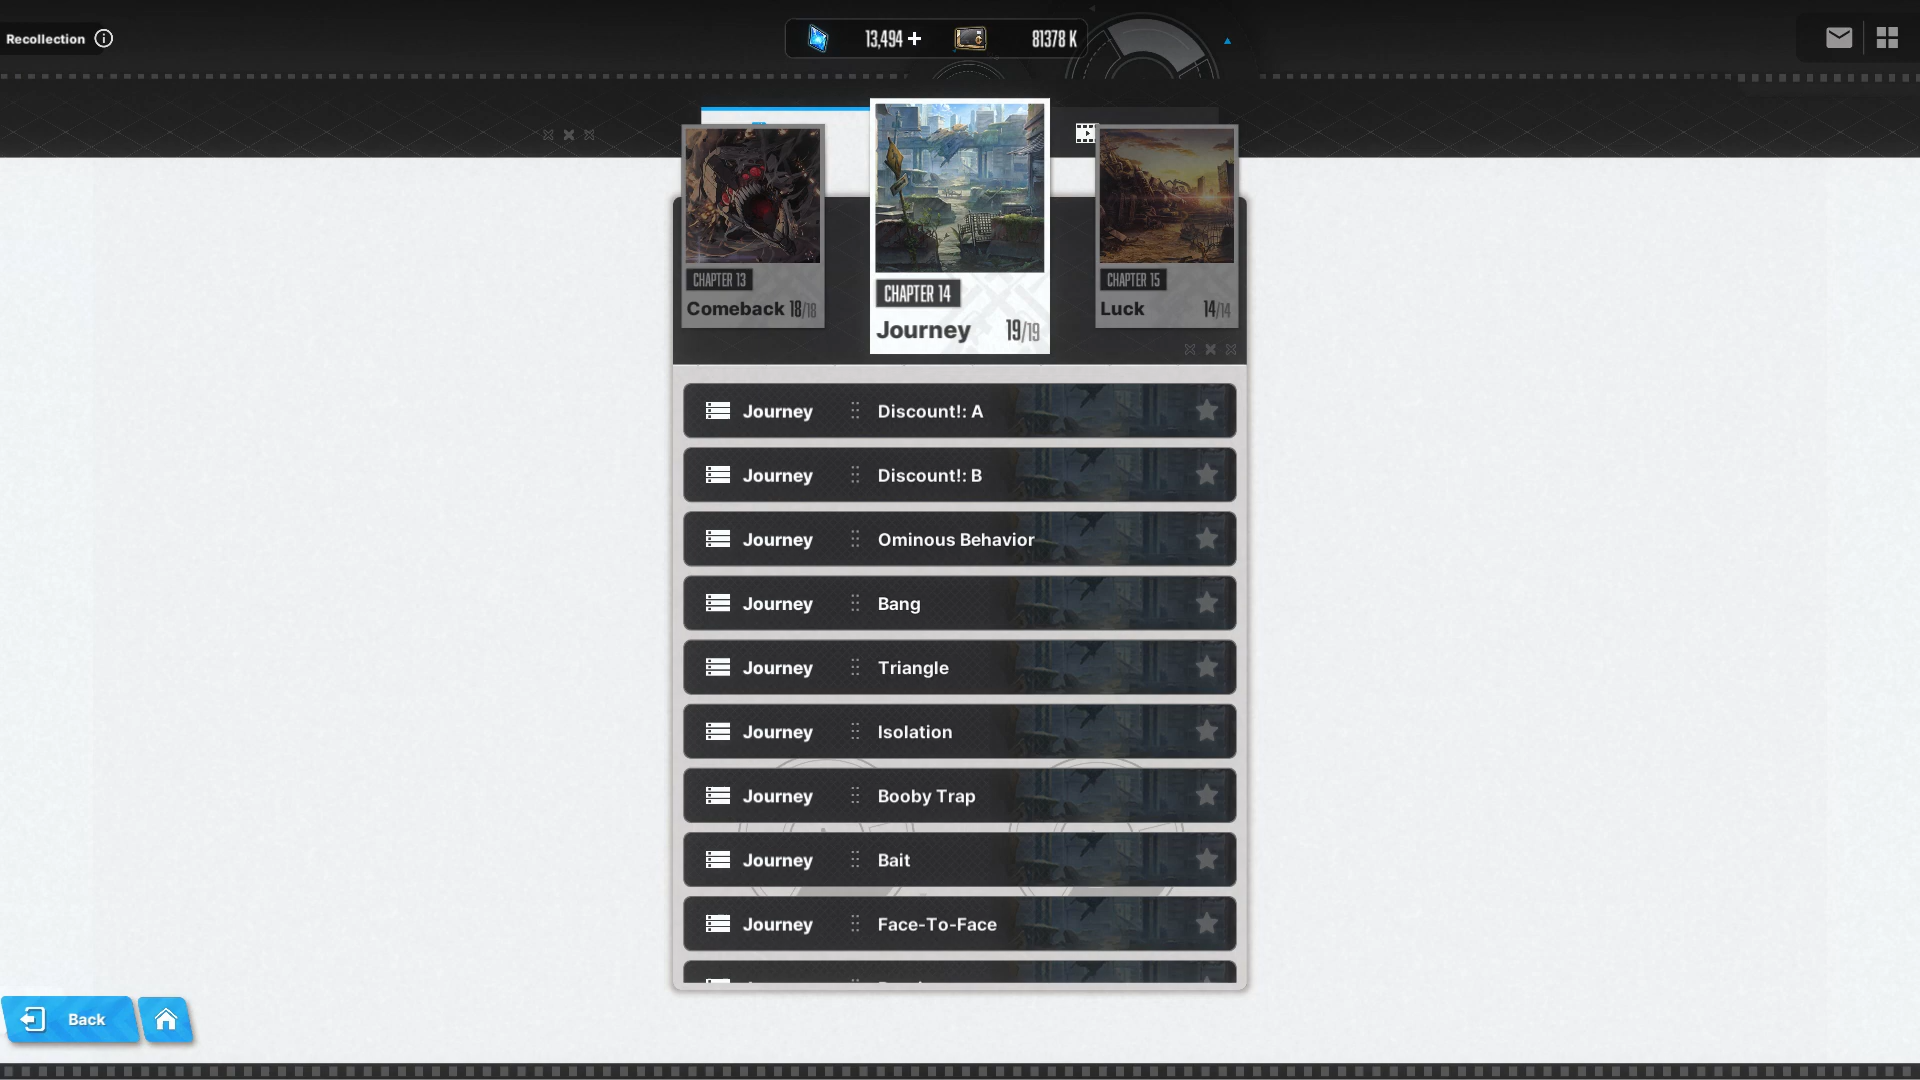 Recollection
13,494
81378 K
CHAPTER 13
Comeback 18/18
CHAPTER 14
Journey 19/19
CHAPTER 15
Luck 14/14
Journey Discount!: A
Journey Discount!: B
Journey Ominous Behavior
Journey Bang
Journey Triangle
Journey Isolation
Journey Booby Trap
Journey Bait
Journey Face-To-Face
Back